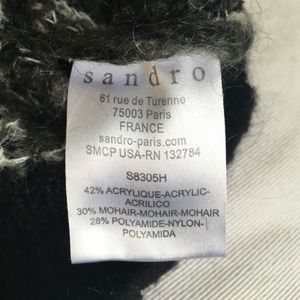 sandro
61 rue de Turenne
75003 Paris
FRANCE
sandro-paris.com
SMCP USA-RN 132784
S8305H
42% ACRYLIQUE-ACRYLIC-
ACRILICO
30% MOHAIR-MOHAIR-MOHAIR
28% POLYAMIDE-NYLON-
POLYAMIDA